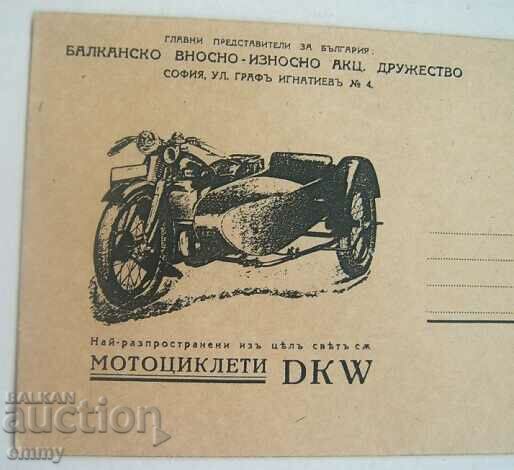 ГЛАВНИ ПРЕДСТАВИТЕЛИ ЗА БЪЛГАРИЯ:
БАЛКАНСКО ВНОСНО-ИЗНОСНО АКЦ. ДРУЖЕСТВО
СОФИЯ, УЛ. ГРАФЪ ИГНАТИЕВЪ № 4.
Най-разпространени изъ цѣлъ свѣтъ сѫ
МОТОЦИКЛЕТИ DKW
BALKAN
auction
emmy